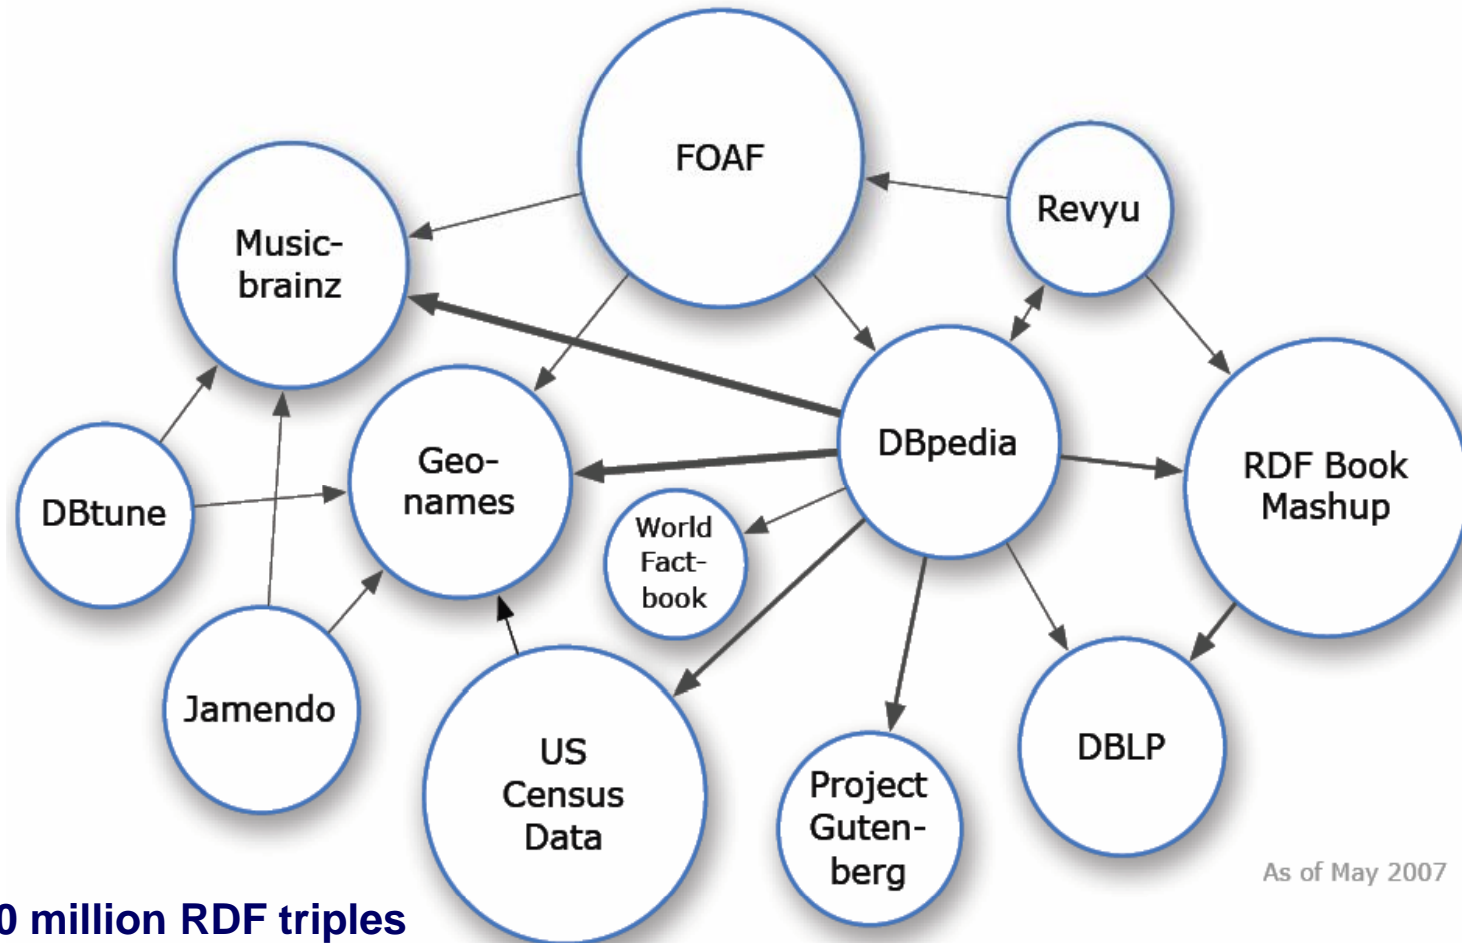 FOAF
Revyu
Music-
brainz
DBpedia
Geo-
names
RDF Book
Mashup
DBtune
World
Fact-
book
Jamendo
US
Census
Data
Project
Guten-
berg
DBLP
As of May 2007
0 million RDF triples